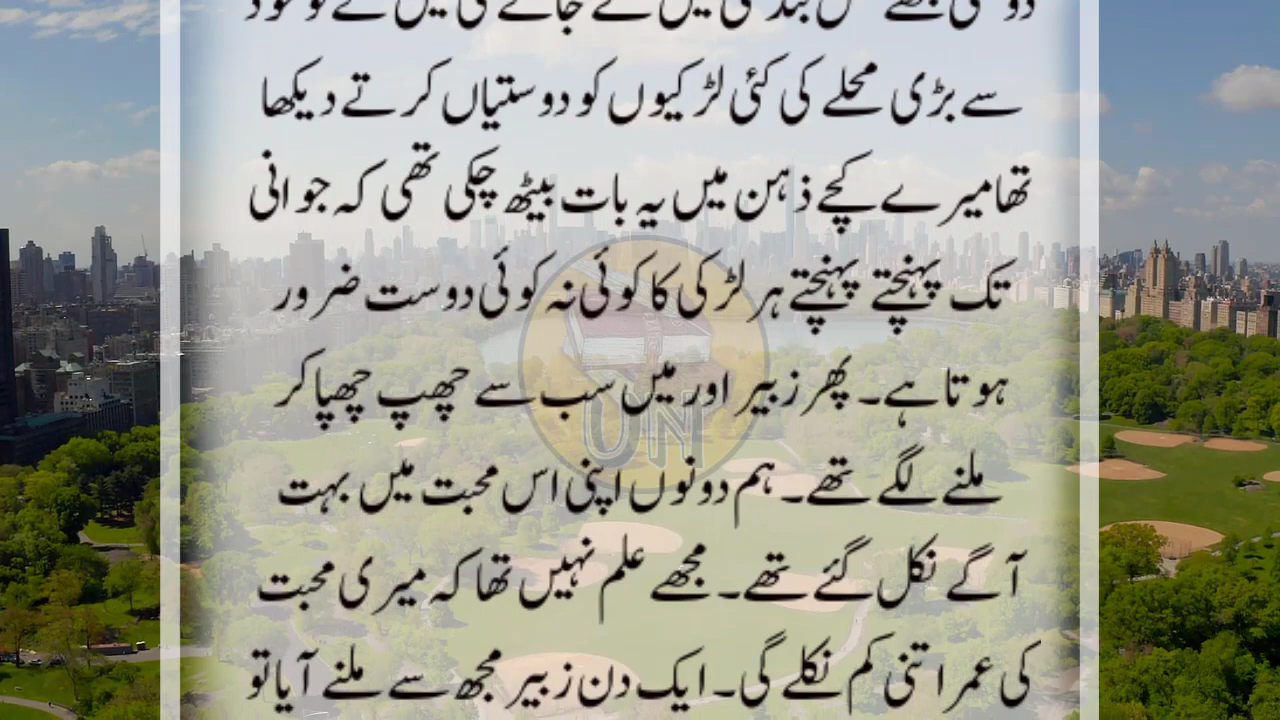 سے بڑی محلے کی کئی لڑکیوں کو دوستیاں کرتے دیکھا
تھا میرے کچے ذہن میں یہ بات بیٹھ چکی تھی کہ جوانی
تک پہنچتے پہنچتے ہر لڑکی کا کوئی نہ کوئی دوست ضرور
ہوتا ہے۔ پھر زبیر اور میں سب سے چھپ چھپا کر
ملنے لگے تھے۔ ہم دونوں اپنی اس محبت میں بہت
آگے نکل گئے تھے۔ مجھے علم نہیں تھا کہ میری محبت
کی عمر اتنی کم نکلے گی۔ ایک دن زبیر مجھ سے ملنے آیا تو
UN